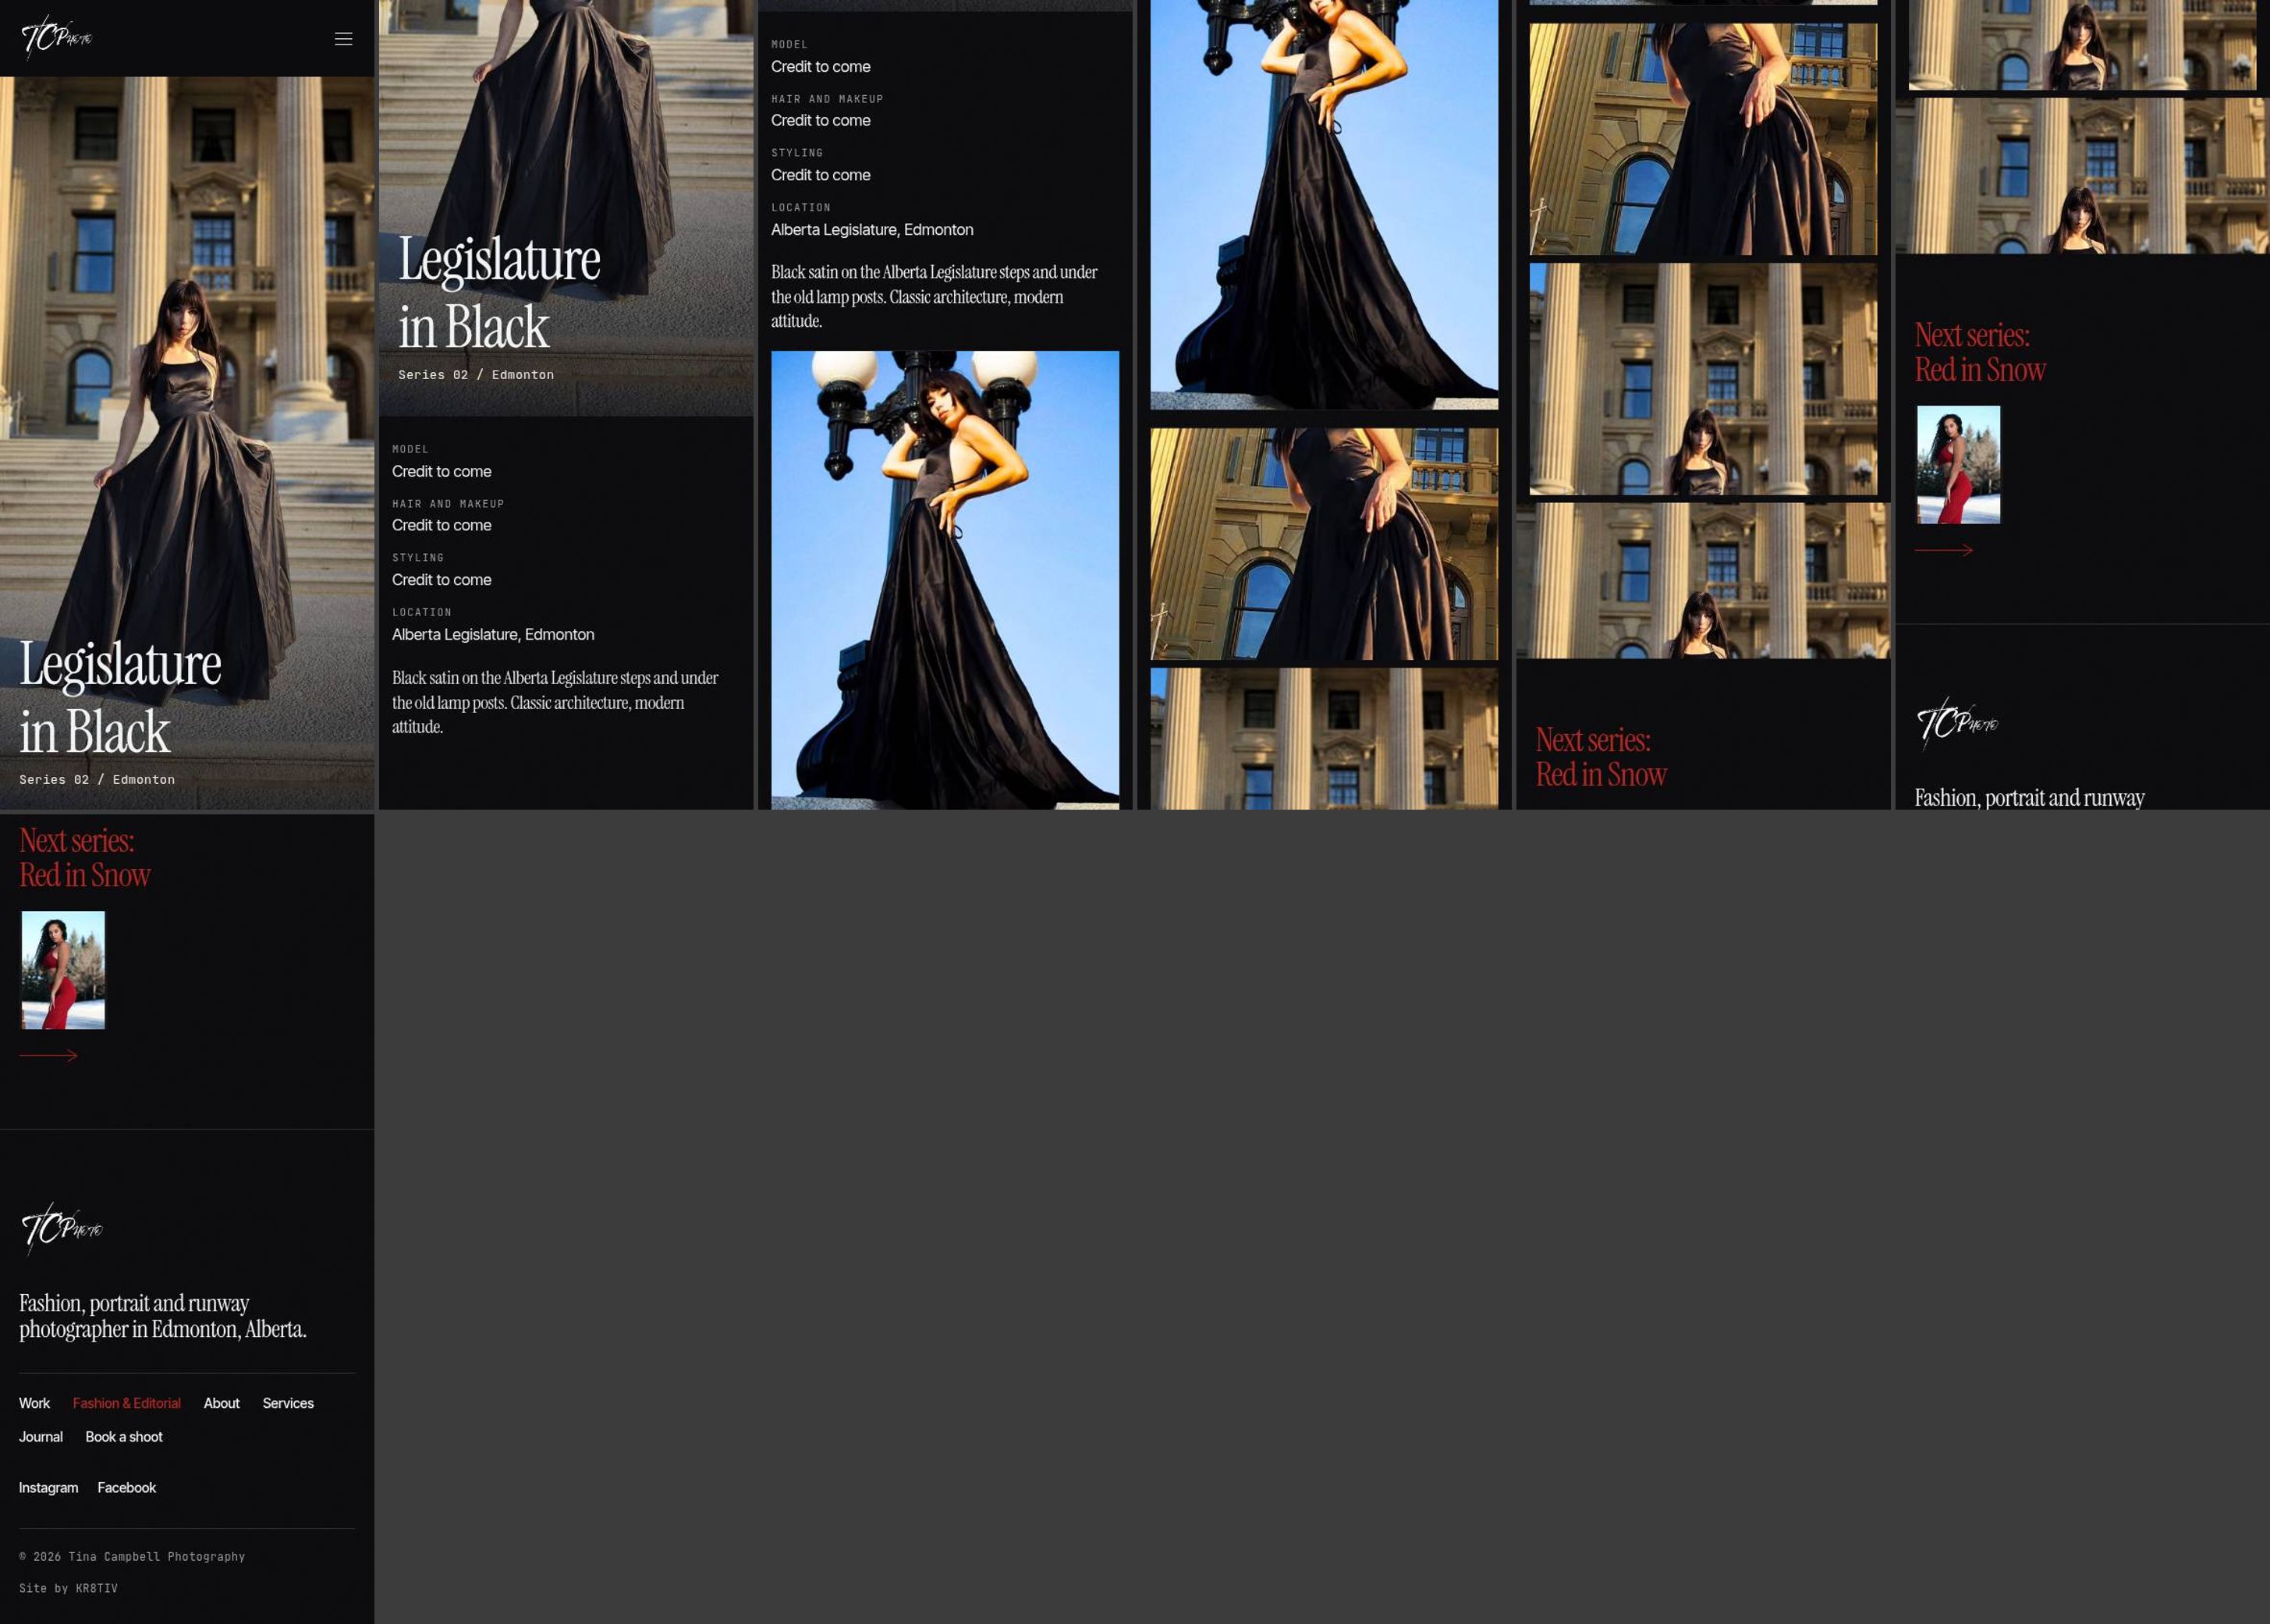 TCPHOTO
Legislature
in Black
Series 02 / Edmonton
Legislature
in Black
Series 02 / Edmonton
MODEL
Credit to come
HAIR AND MAKEUP
Credit to come
STYLING
Credit to come
LOCATION
Alberta Legislature, Edmonton
Black satin on the Alberta Legislature steps and under
the old lamp posts. Classic architecture, modern
attitude.
MODEL
Credit to come
HAIR AND MAKEUP
Credit to come
STYLING
Credit to come
LOCATION
Alberta Legislature, Edmonton
Black satin on the Alberta Legislature steps and under
the old lamp posts. Classic architecture, modern
attitude.
Next series:
Red in Snow
Next series:
Red in Snow
TCPHOTO
Fashion, portrait and runway
Next series:
Red in Snow
TCPHOTO
Fashion, portrait and runway
photographer in Edmonton, Alberta.
Work Fashion & Editorial About Services
Journal Book a shoot
Instagram Facebook
© 2026 Tina Campbell Photography
Site by KR8TIV